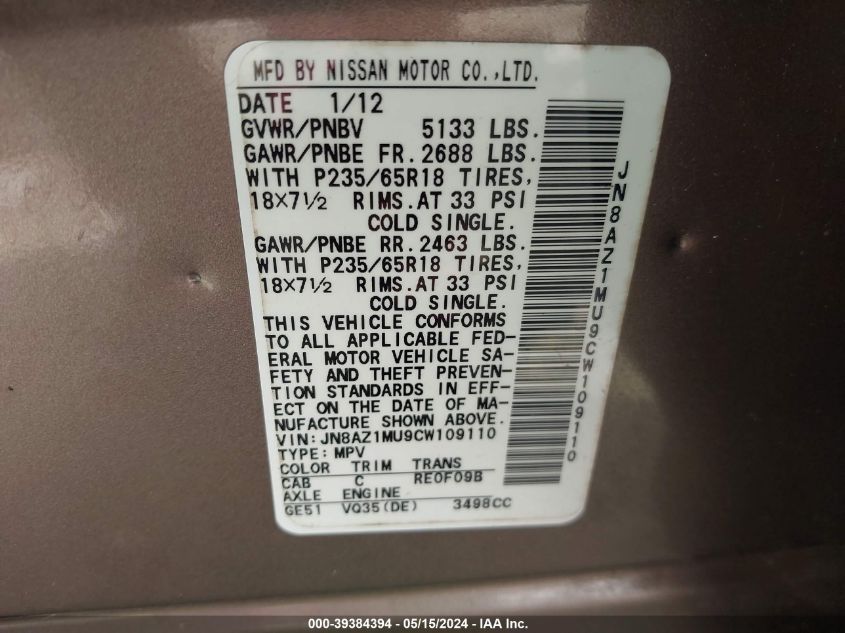 MFD BY NISSAN MOTOR CO.,LTD.
DATE 1/12
GVWR/PNBV 5133 LBS.
GAWR/PNBE FR. 2688 LBS.
WITH P235/65R18 TIRES,
18×7½ RIMS. AT 33 PSI
COLD SINGLE.
GAWR/PNBE RR. 2463 LBS.
WITH P235/65R18 TIRES,
18×7½ RIMS. AT 33 PSI
COLD SINGLE.
THIS VEHICLE CONFORMS
TO ALL APPLICABLE FED-
ERAL MOTOR VEHICLE SA-
FETY AND THEFT PREVEN-
TION STANDARDS IN EFF-
ECT ON THE DATE OF MA-
NUFACTURE SHOWN ABOVE.
VIN: JN8AZ1MU9CW109110
TYPE: MPV
COLOR TRIM TRANS
CAB C RE0F09B
AXLE ENGINE
GE51 VQ35(DE) 3498CC
JN8AZ1MU9CW109110
000-39384394 - 05/15/2024 - IAA Inc.